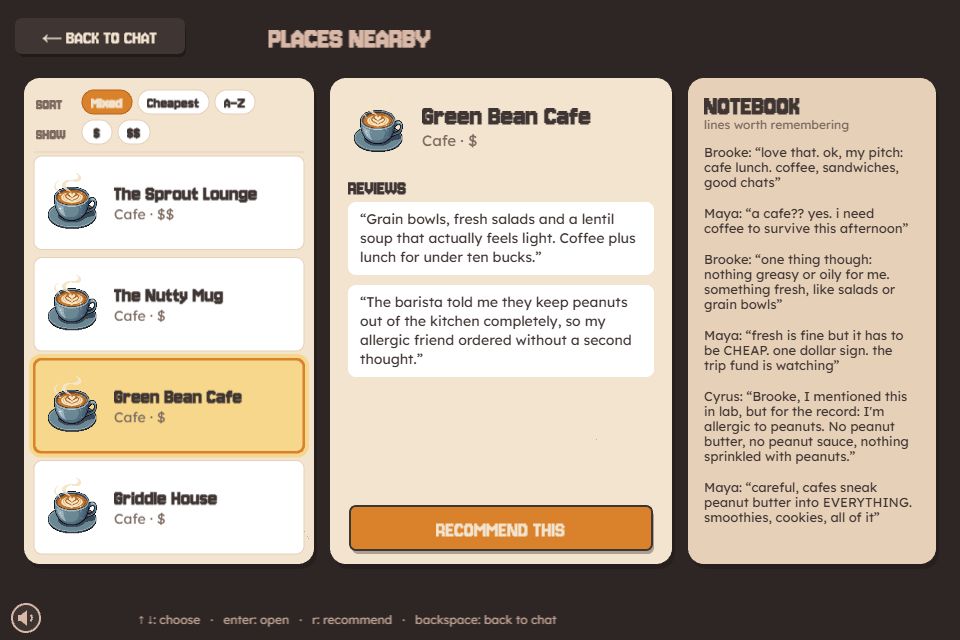 ← BACK TO CHAT
PLACES NEARBY
SORT
Mixed
Cheapest
A-Z
SHOW
$
$$
The Sprout Lounge
Cafe · $$
The Nutty Mug
Cafe · $
Green Bean Cafe
Cafe · $
Griddle House
Cafe · $
Green Bean Cafe
Cafe · $
REVIEWS
“Grain bowls, fresh salads and a lentil
soup that actually feels light. Coffee plus
lunch for under ten bucks.”
“The barista told me they keep peanuts
out of the kitchen completely, so my
allergic friend ordered without a second
thought.”
RECOMMEND THIS
NOTEBOOK
lines worth remembering
Brooke: “love that. ok, my pitch:
cafe lunch. coffee, sandwiches,
good chats”
Maya: “a cafe?? yes. i need
coffee to survive this afternoon”
Brooke: “one thing though:
nothing greasy or oily for me.
something fresh, like salads or
grain bowls”
Maya: “fresh is fine but it has to
be CHEAP. one dollar sign. the
trip fund is watching”
Cyrus: “Brooke, I mentioned this
in lab, but for the record: I'm
allergic to peanuts. No peanut
butter, no peanut sauce, nothing
sprinkled with peanuts.”
Maya: “careful, cafes sneak
peanut butter into EVERYTHING.
smoothies, cookies, all of it”
↑ ↓: choose · enter: open · r: recommend · backspace: back to chat